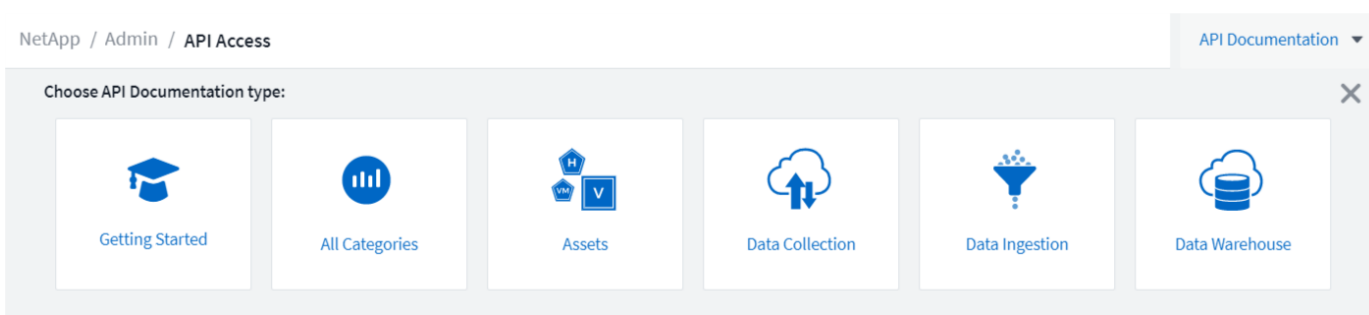 NetApp / Admin / API Access
API Documentation
Choose API Documentation type:
H
VM
V
Getting Started
All Categories
Assets
Data Collection
Data Ingestion
Data Warehouse